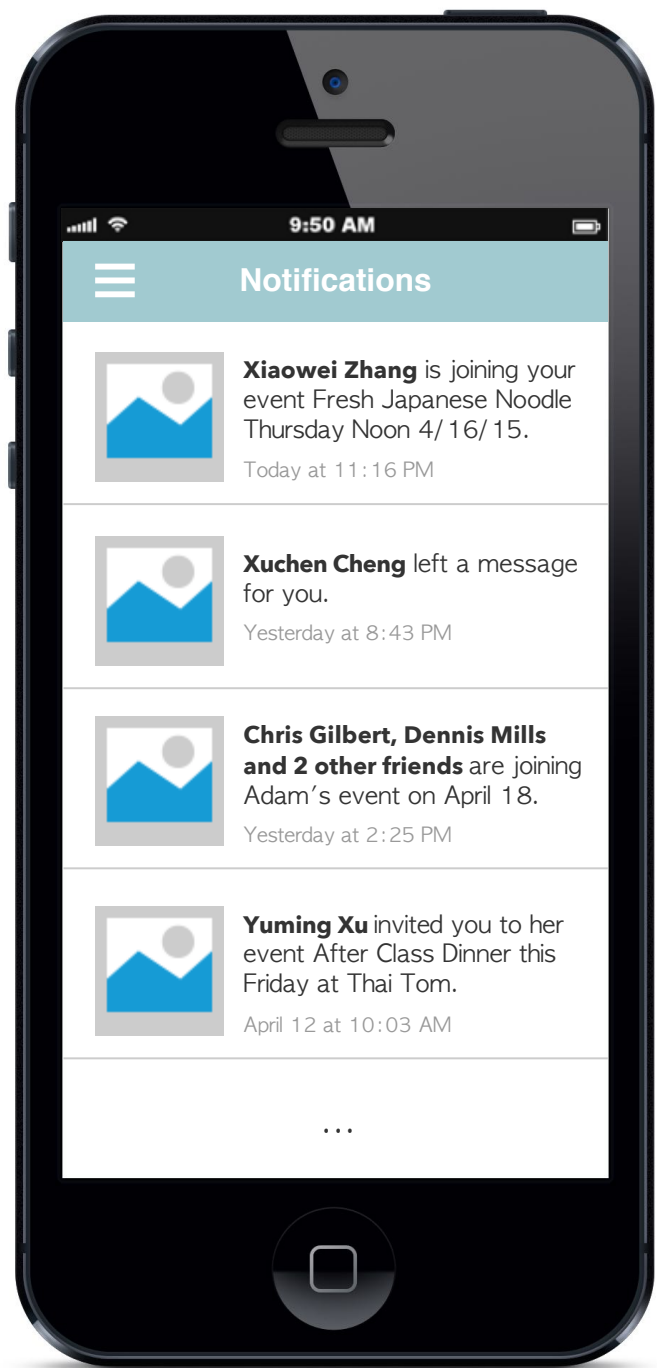 9:50 AM
Notifications
Xiaowei Zhang is joining your
event Fresh Japanese Noodle
Thursday Noon 4/16/15.
Today at 11:16 PM
Xuchen Cheng left a message
for you.
Yesterday at 8:43 PM
Chris Gilbert, Dennis Mills
and 2 other friends are joining
Adam′s event on April 18.
Yesterday at 2:25 PM
Yuming Xu invited you to her
event After Class Dinner this
Friday at Thai Tom.
April 12 at 10:03 AM
...